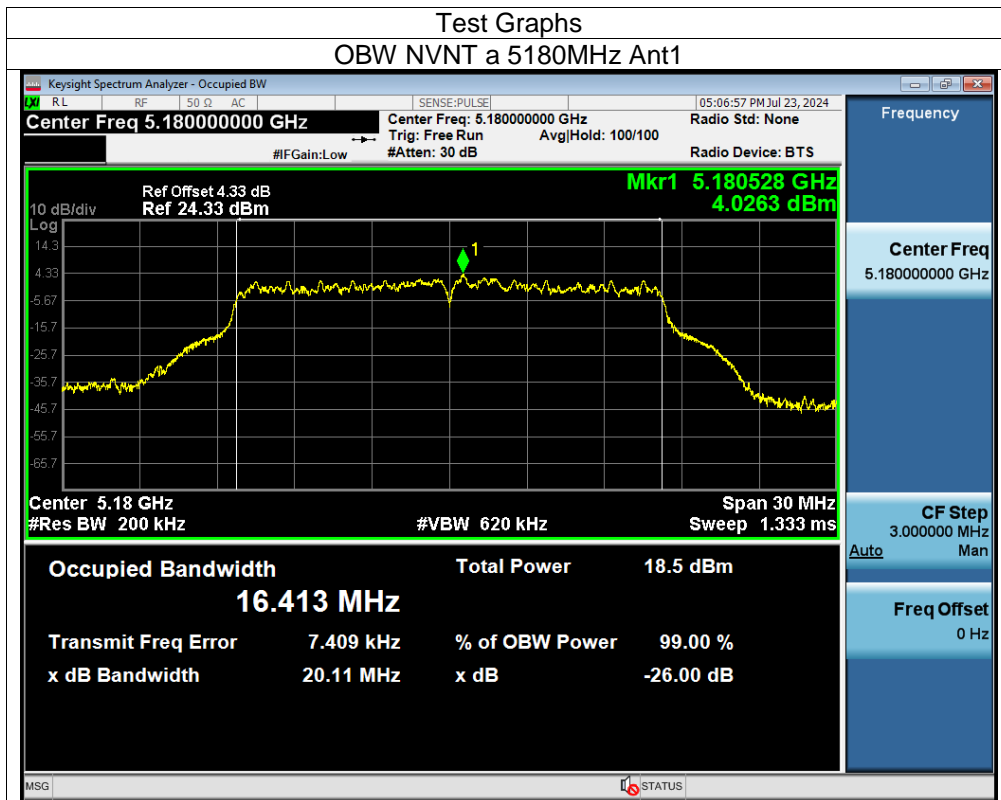 Test Graphs
OBW NVNT a 5180MHz Ant1
Keysight Spectrum Analyzer - Occupied BW
LXI RL RF 50 Ω AC SENSE:PULSE 05:06:57 PM Jul 23, 2024
Center Freq 5.180000000 GHz
Center Freq: 5.180000000 GHz
Radio Std: None
Trig: Free Run Avg|Hold: 100/100
#IFGain:Low
#Atten: 30 dB
Radio Device: BTS
Frequency
Ref Offset 4.33 dB
Mkr1 5.180528 GHz
10 dB/div Ref 24.33 dBm
4.0263 dBm
Log
14.3
1
4.33
-5.67
-15.7
-25.7
-35.7
-45.7
-55.7
-65.7
Center 5.18 GHz
Span 30 MHz
#Res BW 200 kHz
#VBW 620 kHz
Sweep 1.333 ms
Center Freq
5.180000000 GHz
CF Step
3.000000 MHz
Auto Man
Freq Offset
0 Hz
Occupied Bandwidth
Total Power 18.5 dBm
16.413 MHz
Transmit Freq Error 7.409 kHz % of OBW Power 99.00 %
x dB Bandwidth 20.11 MHz x dB -26.00 dB
MSG STATUS